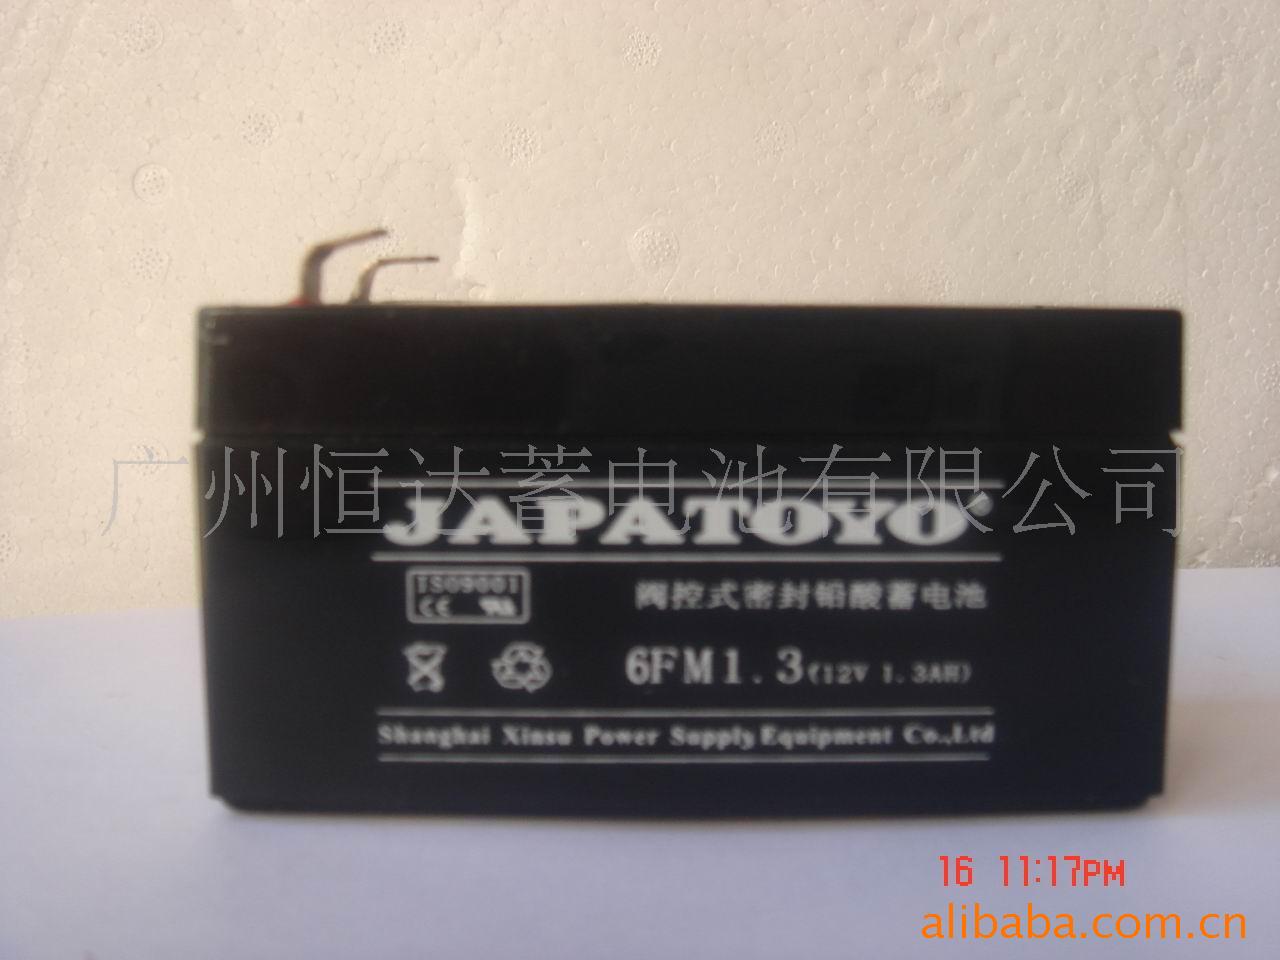 广州恒达蓄电池有限公司
JAPATOYO®
ISO9001
CE
阀控式密封铅酸蓄电池
6FM1.3(12V 1.3AH)
Shanghai Xinsu Power Supply Equipment Co.,Ltd
16 11:17PM
alibaba.com.cn